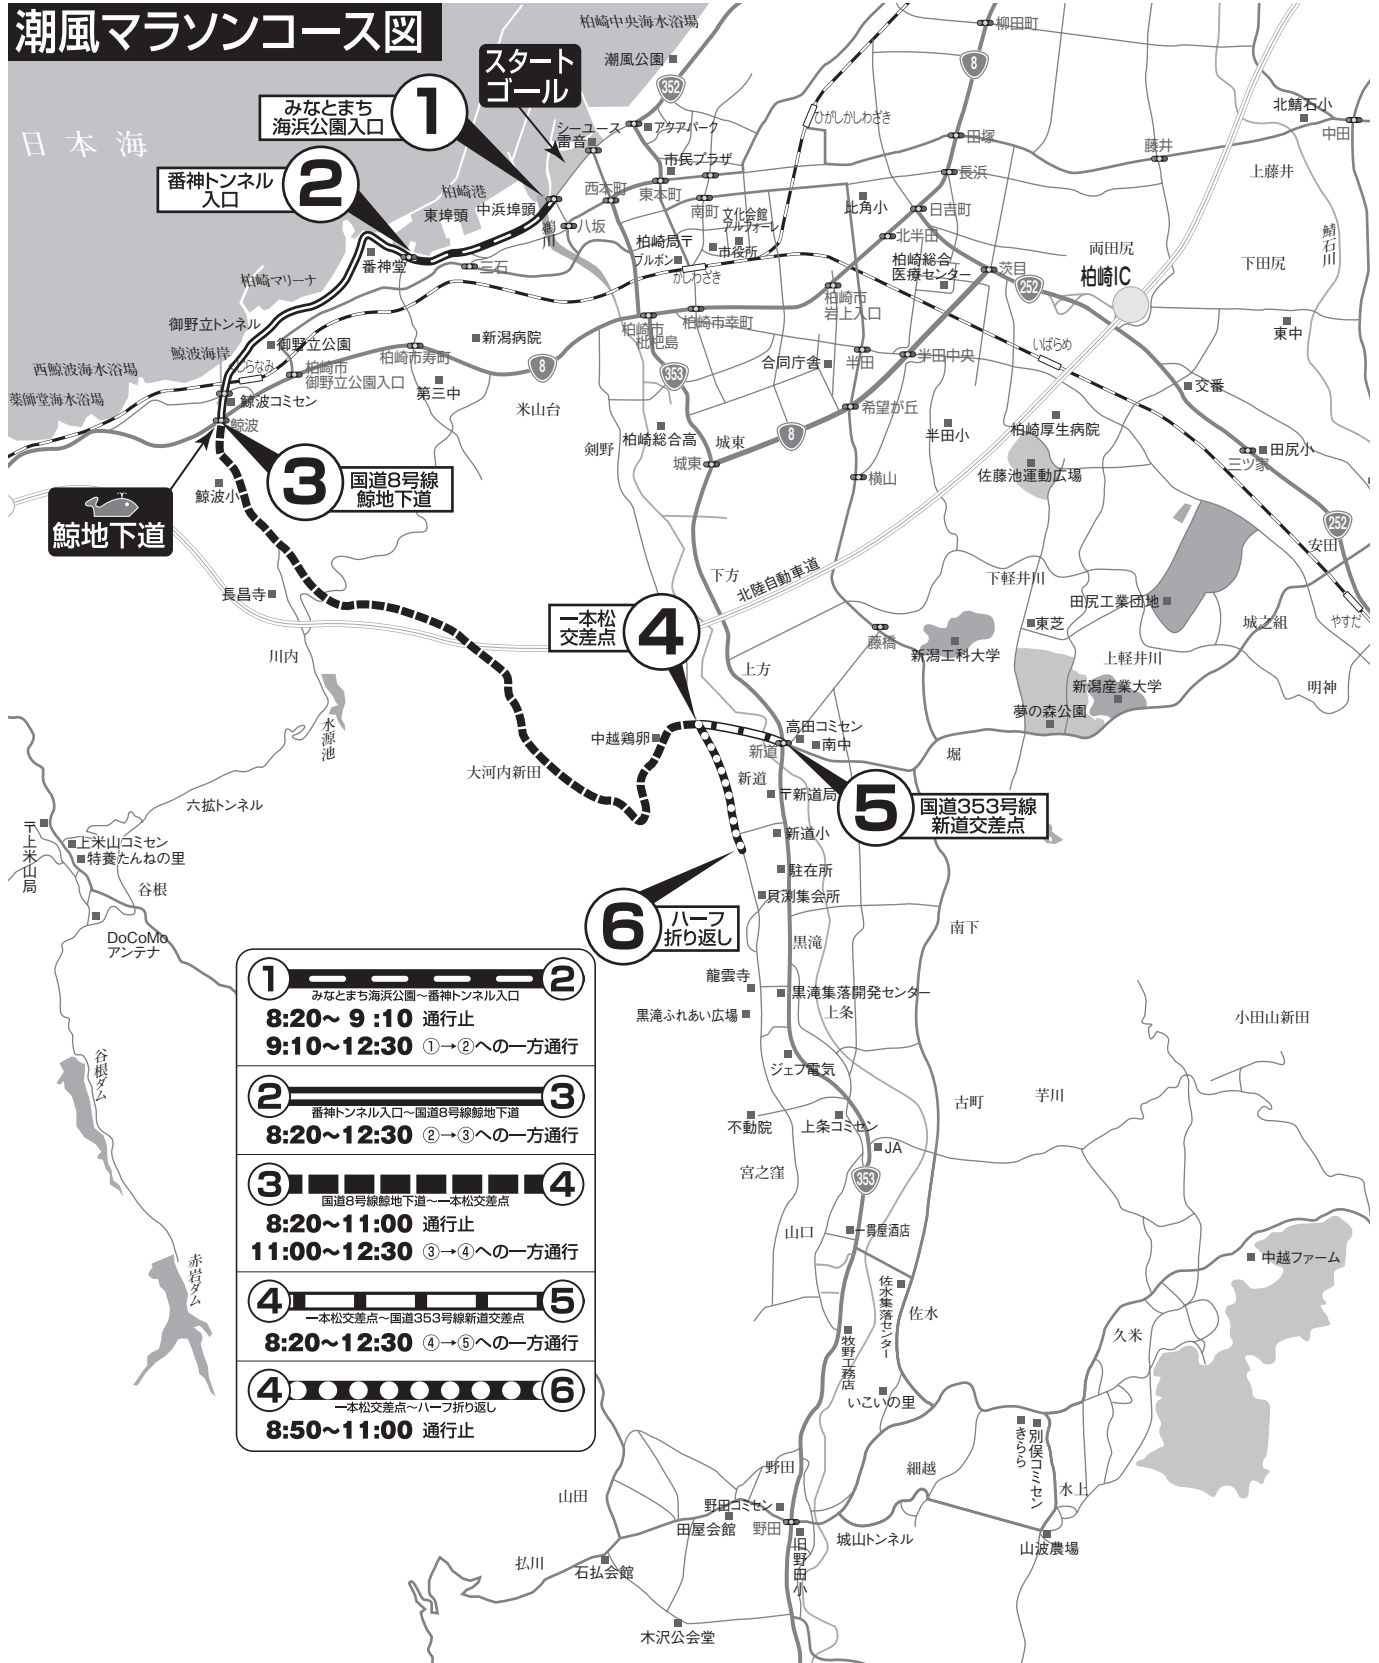 潮風マラソンコース図
柏崎中央海水浴場
柳田町
潮風公園
8
352
スタート
ゴール
みなとまち
海浜公園入口
1
北鯖石小
中田
ひがしかしわざき
シーユース
雷音
アクアパーク
田塚
藤井
日本海
市民プラザ
長浜
上藤井
番神トンネル
入口
2
柏崎港
西本町
東本町
東埠頭
中浜埠頭
南町
文化会館
アルフォーレ
比角小
日吉町
鵜川
八坂
柏崎局〒
ブルボン
市役所
北半田
両田尻
鯖石川
番神堂
三石
かしわざき
柏崎総合
医療センター
茨目
252
柏崎IC
下田尻
柏崎マリーナ
柏崎市
岩上入口
御野立トンネル
柏崎市
枇杷島
柏崎市幸町
東中
鯨波海岸
御野立公園
新潟病院
西鯨波海水浴場
くじらなみ
柏崎市
御野立公園入口
柏崎市寿町
8
353
合同庁舎
半田
半田中央
いばらめ
交番
薬師堂海水浴場
鯨波コミセン
第三中
米山台
希望が丘
鯨波
剣野
柏崎総合高
城東
8
半田小
柏崎厚生病院
田尻小
三ツ家
城東
横山
佐藤池運動広場
3
国道8号線
鯨地下道
鯨波小
鯨地下道
252
安田
下方
北陸自動車道
下軽井川
田尻工業団地
長昌寺
一本松
交差点
4
東芝
城之組
やすだ
藤橋
新潟工科大学
川内
上方
上軽井川
新潟産業大学
明神
水源池
夢の森公園
高田コミセン
中越鶏卵
新道
南中
堀
大河内新田
新道
〒新道局
5
国道353号線
新道交差点
六拡トンネル
〒上米山局
上米山コミセン
特養たんねの里
新道小
駐在所
谷根
貝渕集会所
6
ハーフ
折り返し
南下
DoCoMo
アンテナ
黒滝
龍雲寺
黒滝集落開発センター
黒滝ふれあい広場
上条
小田山新田
ジェフ電気
谷根ダム
古町
芋川
不動院
上条コミセン
JA
宮之窪
353
山口
一貫屋酒店
中越ファーム
赤岩ダム
佐水集落センター
佐水
久米
牧野工務店
いこいの里
きらら
別俣コミセン
野田
細越
水上
山田
野田コミセン
田屋会館
野田
旧野田小
城山トンネル
山波農場
払川
石払会館
木沢公会堂
1 2
みなとまち海浜公園～番神トンネル入口
8:20～ 9 :10 通行止
9:10～12:30 ①→②への一方通行
2 3
番神トンネル入口～国道8号線鯨地下道
8:20～12:30 ②→③への一方通行
3 4
国道8号線鯨地下道～一本松交差点
8:20～11:00 通行止
11:00～12:30 ③→④への一方通行
4 5
一本松交差点～国道353号線新道交差点
8:20～12:30 ④→⑤への一方通行
4 6
一本松交差点～ハーフ折り返し
8:50～11:00 通行止